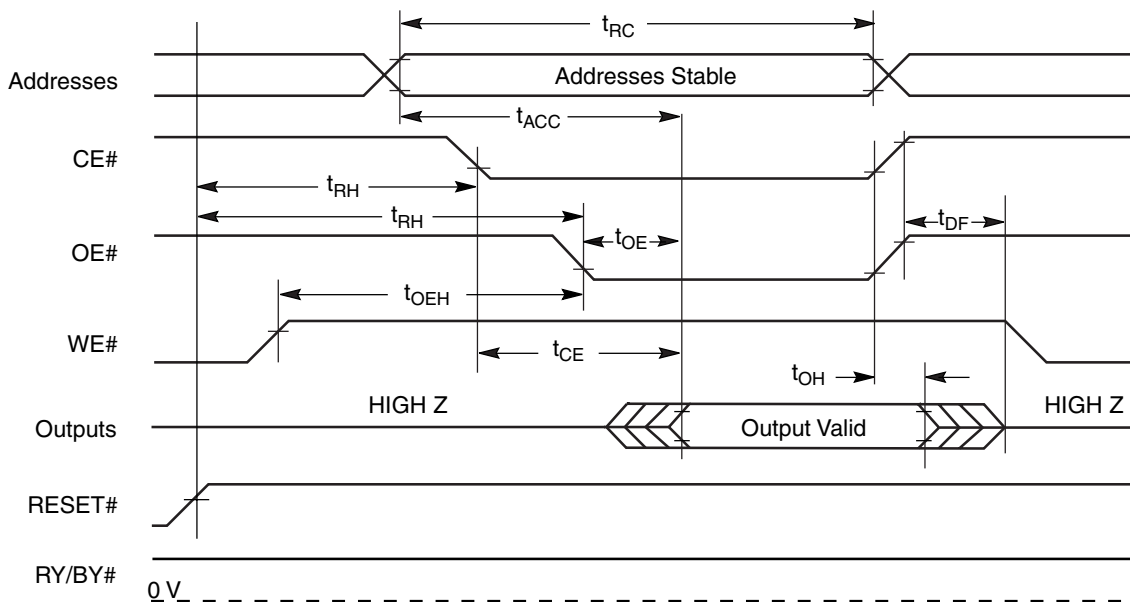 tRC
Addresses
Addresses Stable
tACC
CE#
tRH
tRH
tDF
OE#
tOE
tOEH
WE#
tCE
tOH
HIGH Z
HIGH Z
Outputs
Output Valid
RESET#
RY/BY#
0 V